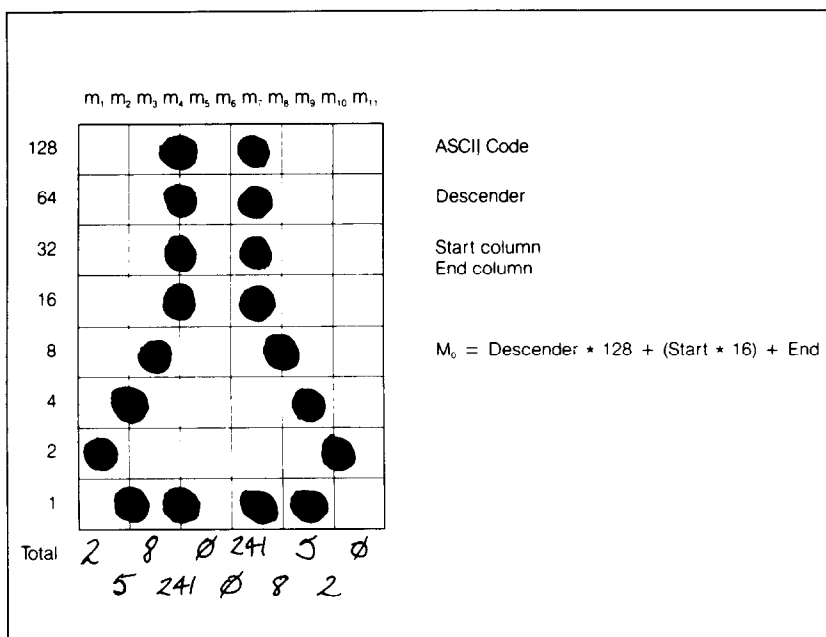 m₁ m₂ m₃ m₄ m₅ m₆ m₇ m₈ m₉ m₁₀ m₁₁
128 ASCII Code
64 Descender
32 Start column
End column
16
8 M₀ = Descender * 128 + (Start * 16) + End
4
2
1
Total 2 8 Ø 241 5 Ø
5 241 Ø 8 2